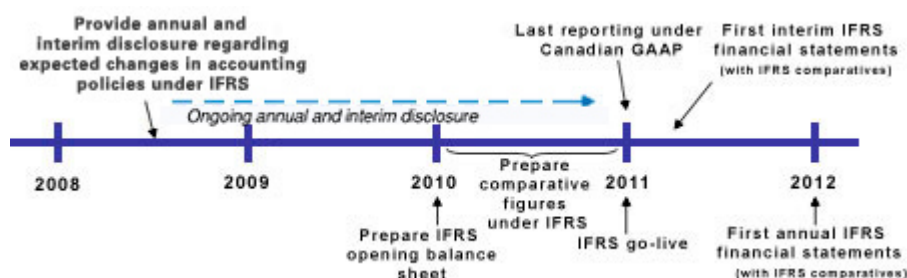 Provide annual and
interim disclosure regarding
expected changes in accounting
policies under IFRS
Last reporting under
Canadian GAAP
First interim IFRS
financial statements
(with IFRS comparatives)
Ongoing annual and interim disclosure
2008
2009
2010
2011
2012
Prepare
comparative
figures
under IFRS
Prepare IFRS
opening balance
sheet
IFRS go-live
First annual IFRS
financial statements
(with IFRS comparatives)